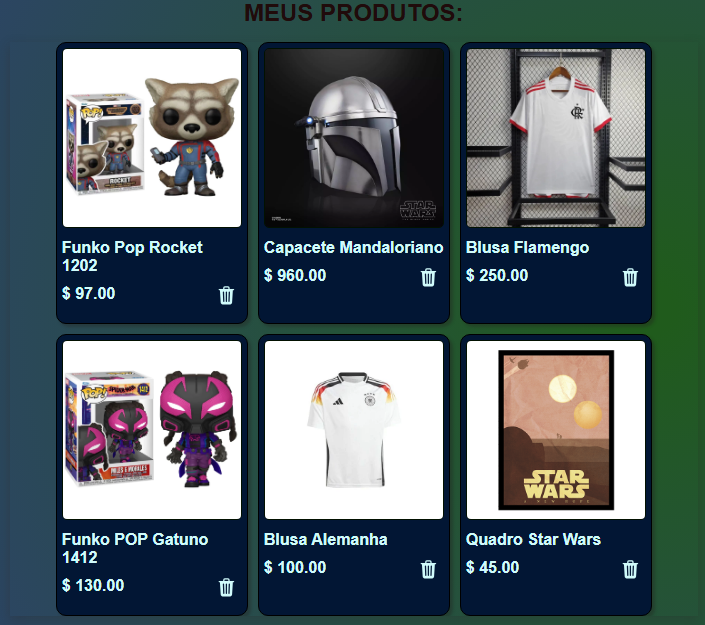 MEUS PRODUTOS:
POP!
ROCKET
STAR
WARS
Funko Pop Rocket
1202
$ 97.00
Capacete Mandaloriano
$ 960.00
Blusa Flamengo
$ 250.00
POP!
1412
MILES G MORALES
STAR
WARS
Funko POP Gatuno
1412
$ 130.00
Blusa Alemanha
$ 100.00
Quadro Star Wars
$ 45.00